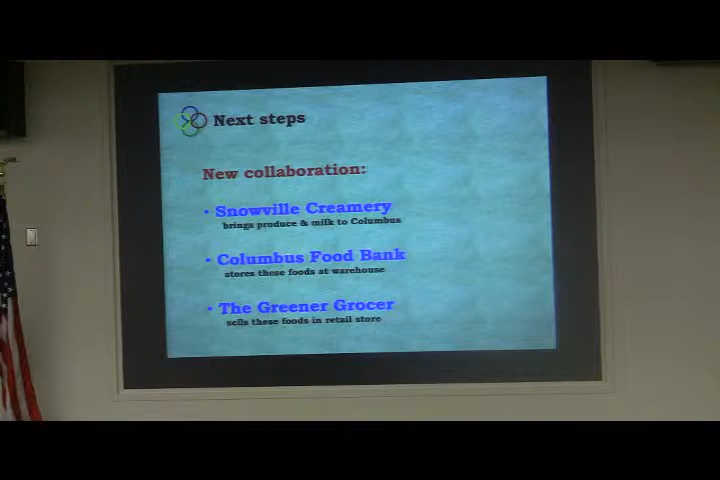 Next steps
New collaboration:
• Snowville Creamery
brings produce & milk to Columbus
• Columbus Food Bank
stores these foods at warehouse
• The Greener Grocer
sells these foods in retail store